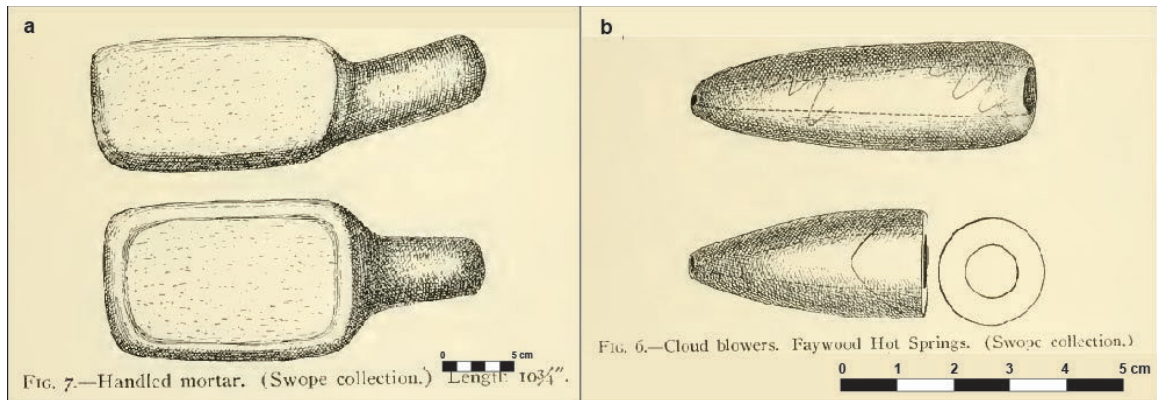 a
0 5 cm
FIG. 7.—Handled mortar. (Swope collection.) Length 10¾″.
b
FIG. 6.—Cloud blowers. Faywood Hot Springs. (Swope collection.)
0 1 2 3 4 5 cm